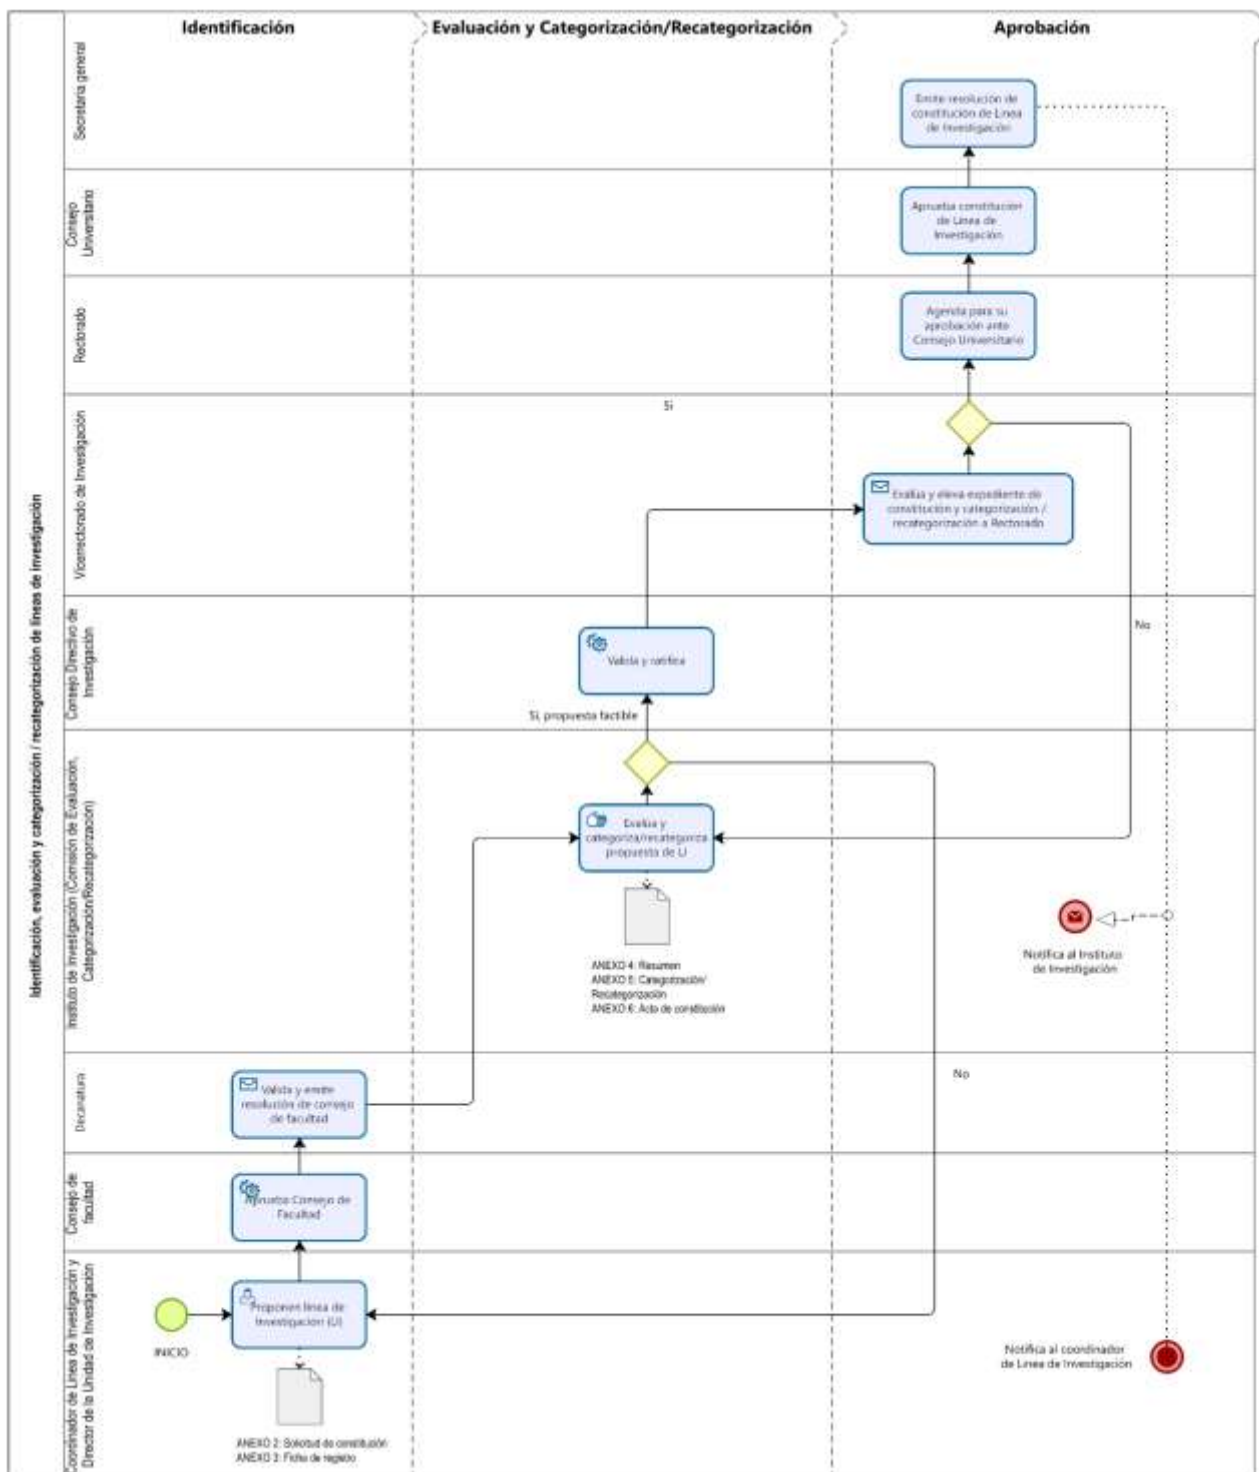 Identificación
Evaluación y Categorización/Recategorización
Aprobación
Identificación, evaluación y categorización / recategorización de líneas de investigación
Secretaria general
Emite resolución de
constitución de Línea
de Investigación
Consejo
Universitario
Aprueba constitución
de Línea de
Investigación
Rectorado
Agenda para su
aprobación ante
Consejo Universitario
Vicerrectorado de Investigación
Si
Evalúa y eleva expediente de
constitución y categorización /
recategorización a Rectorado
Consejo Directivo de
Investigación
Valida y ratifica
No
Si, propuesta factible
Instituto de Investigación (Comisión de Evaluación,
Categorización/Recategorización)
Evalúa y
categoriza/recategoriza
propuesta de LI
ANEXO 4: Resumen
ANEXO 5: Categorización/
Recategorización
ANEXO 6: Acta de constitución
Notifica al Instituto
de Investigación
Decanatura
Valida y emite
resolución de consejo
de facultad
No
Consejo de
facultad
Aprueba Consejo de
Facultad
Coordinador de Línea de Investigación y
Director de la Unidad de Investigación
INICIO
Proponen línea de
Investigación (LI)
ANEXO 2: Solicitud de constitución
ANEXO 3: Ficha de registro
Notifica al coordinador
de Línea de Investigación